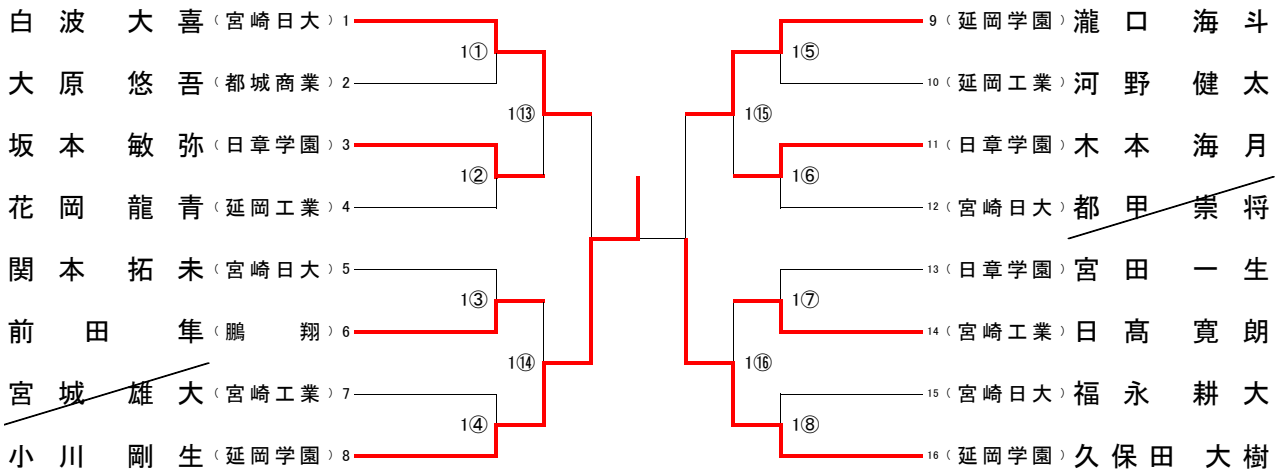 白波 大喜（宮崎日大）1
1①
大原 悠吾（都城商業）2
1⑬
坂本 敏弥（日章学園）3
1②
花岡 龍青（延岡工業）4
関本 拓未（宮崎日大）5
1③
前田 隼（鵬翔）6
1⑭
宮城 雄大（宮崎工業）7
1④
小川 剛生（延岡学園）8
9（延岡学園）瀧口 海斗
1⑤
10（延岡工業）河野 健太
1⑮
11（日章学園）木本 海月
1⑥
12（宮崎日大）都甲 崇将
13（日章学園）宮田 一生
1⑦
14（宮崎工業）日髙 寛朗
1⑯
15（宮崎日大）福永 耕大
1⑧
16（延岡学園）久保田 大樹